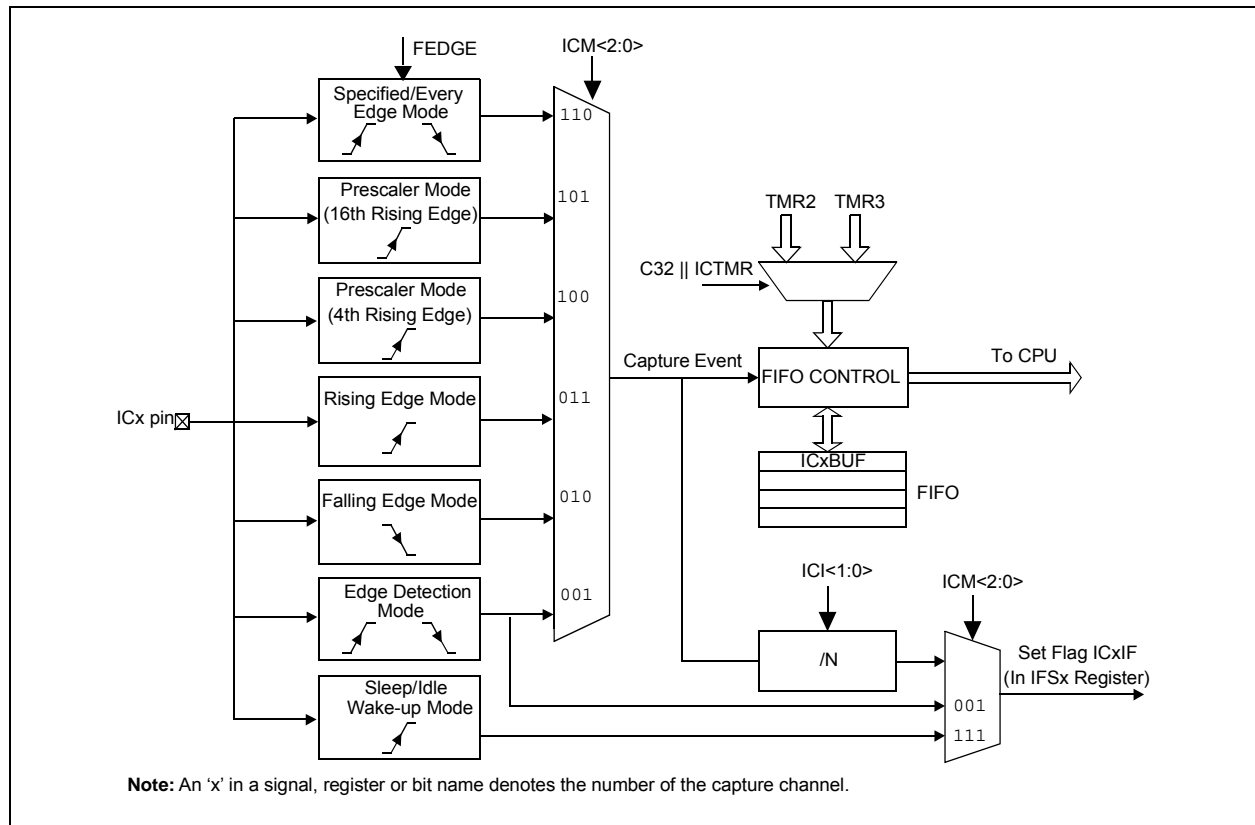 FEDGE
ICM<2:0>
Specified/Every
Edge Mode
110
Prescaler Mode
(16th Rising Edge)
101
TMR2
TMR3
C32 || ICTMR
Prescaler Mode
(4th Rising Edge)
100
Capture Event
FIFO CONTROL
To CPU
ICx pin
Rising Edge Mode
011
ICxBUF
FIFO
Falling Edge Mode
010
ICI<1:0>
ICM<2:0>
Edge Detection
Mode
001
/N
Set Flag ICxIF
(In IFSx Register)
Sleep/Idle
Wake-up Mode
001
111
Note: An ‘x’ in a signal, register or bit name denotes the number of the capture channel.